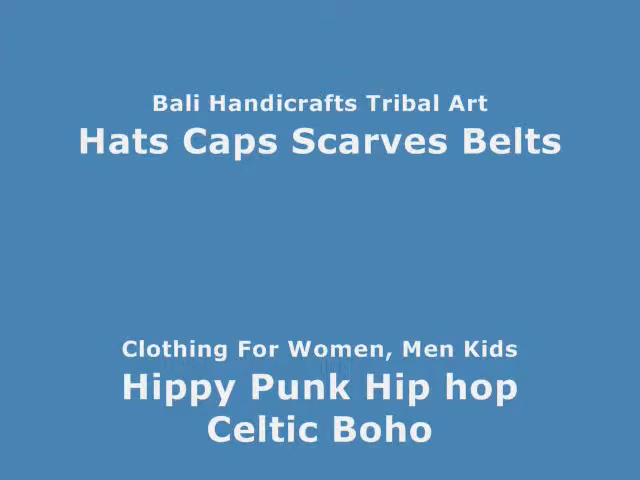 Bali Handicrafts Tribal Art
Hats Caps Scarves Belts
Clothing For Women, Men Kids
Hippy Punk Hip hop
Celtic Boho